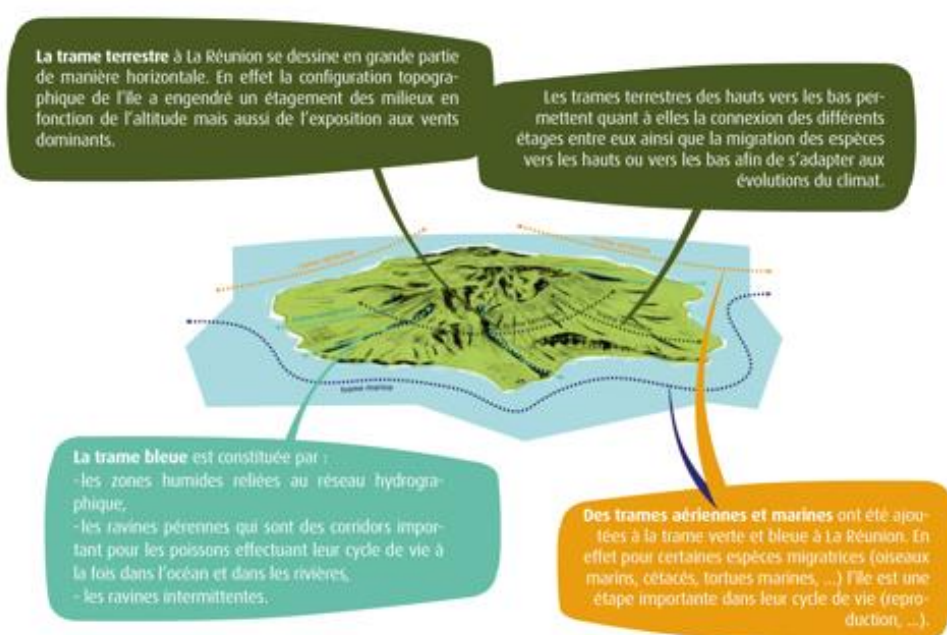 La trame terrestre à La Réunion se dessine en grande partie
de manière horizontale. En effet la configuration topogra-
phique de l'île a engendré un étagement des milieux en
fonction de l'altitude mais aussi de l'exposition aux vents
dominants.
Les trames terrestres des hauts vers les bas per-
mettent quant à elles la connexion des différents
étages entre eux ainsi que la migration des espèces
vers les hauts ou vers les bas afin de s'adapter aux
évolutions du climat.
trame marine
La trame bleue est constituée par :
-les zones humides reliées au réseau hydrogra-
phique,
-les ravines pérennes qui sont des corridors impor-
tant pour les poissons effectuant leur cycle de vie à
la fois dans l'océan et dans les rivières,
- les ravines intermittentes.
Des trames aériennes et marines ont été ajou-
tées à la trame verte et bleue à La Réunion. En
effet pour certaines espèces migratrices (oiseaux
marins, cétacés, tortues marines, ...) l'île est une
étape importante dans leur cycle de vie (repro-
duction, ...).